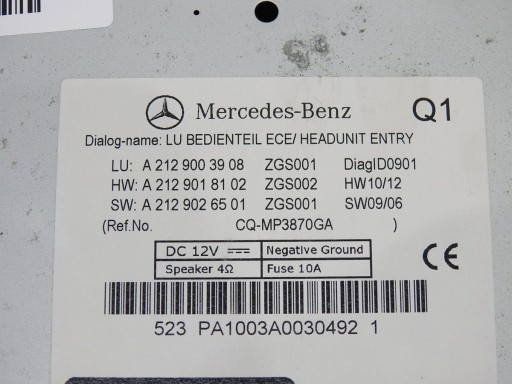 Mercedes-Benz Q1
Dialog-name: LU BEDIENTEIL ECE/ HEADUNIT ENTRY
LU: A 212 900 39 08 ZGS001 DiagID0901
HW: A 212 901 81 02 ZGS002 HW10/12
SW: A 212 902 65 01 ZGS001 SW09/06
(Ref.No. CQ-MP3870GA )
DC 12V Negative Ground
Speaker 4Ω Fuse 10A
CE
523 PA1003A0030492 1